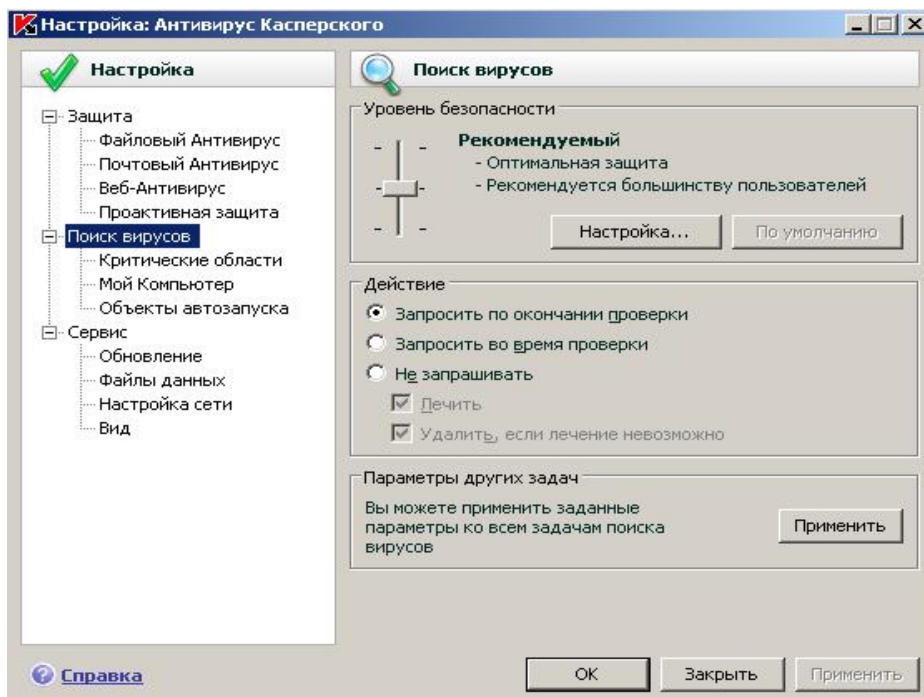 Настройка: Антивирус Касперского
Настройка
Защита
Файловый Антивирус
Почтовый Антивирус
Веб-Антивирус
Проактивная защита
Поиск вирусов
Критические области
Мой Компьютер
Объекты автозапуска
Сервис
Обновление
Файлы данных
Настройка сети
Вид
Справка
Поиск вирусов
Уровень безопасности
Рекомендуемый
- Оптимальная защита
- Рекомендуется большинству пользователей
Настройка...
По умолчанию
Действие
Запросить по окончании проверки
Запросить во время проверки
Не запрашивать
Лечить
Удалить, если лечение невозможно
Параметры других задач
Вы можете применить заданные
параметры ко всем задачам поиска
вирусов
Применить
OK
Закрыть
Применить